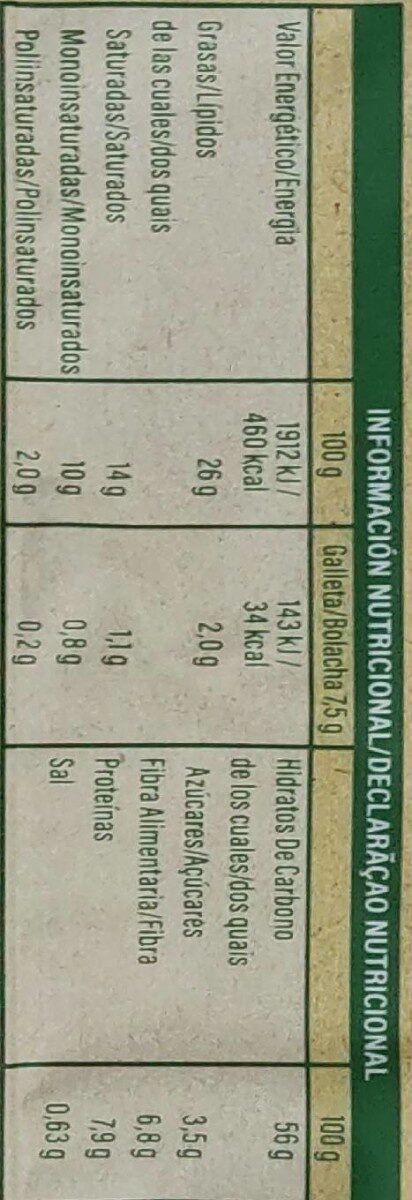 INFORMACIÓN NUTRICIONAL/DECLARAÇÃO NUTRICIONAL
100 g Galleta/Bolacha 7,5 g 100 g
Valor Energético/Energia 1912 kJ/ 143 kJ/ Hidratos De Carbono 56 g
460 kcal 34 kcal de los cuales/dos quais
Grasas/Lípidos 26 g 2,0 g Azúcares/Açúcares 3,5 g
de las cuales/dos quais Fibra Alimentaria/Fibra 6,8 g
Saturadas/Saturados 14 g 1,1 g Proteínas 7,9 g
Monoinsaturadas/Monoinsaturados 10 g 0,8 g Sal 0,63 g
Poliinsaturadas/Polinsaturados 2,0 g 0,2 g